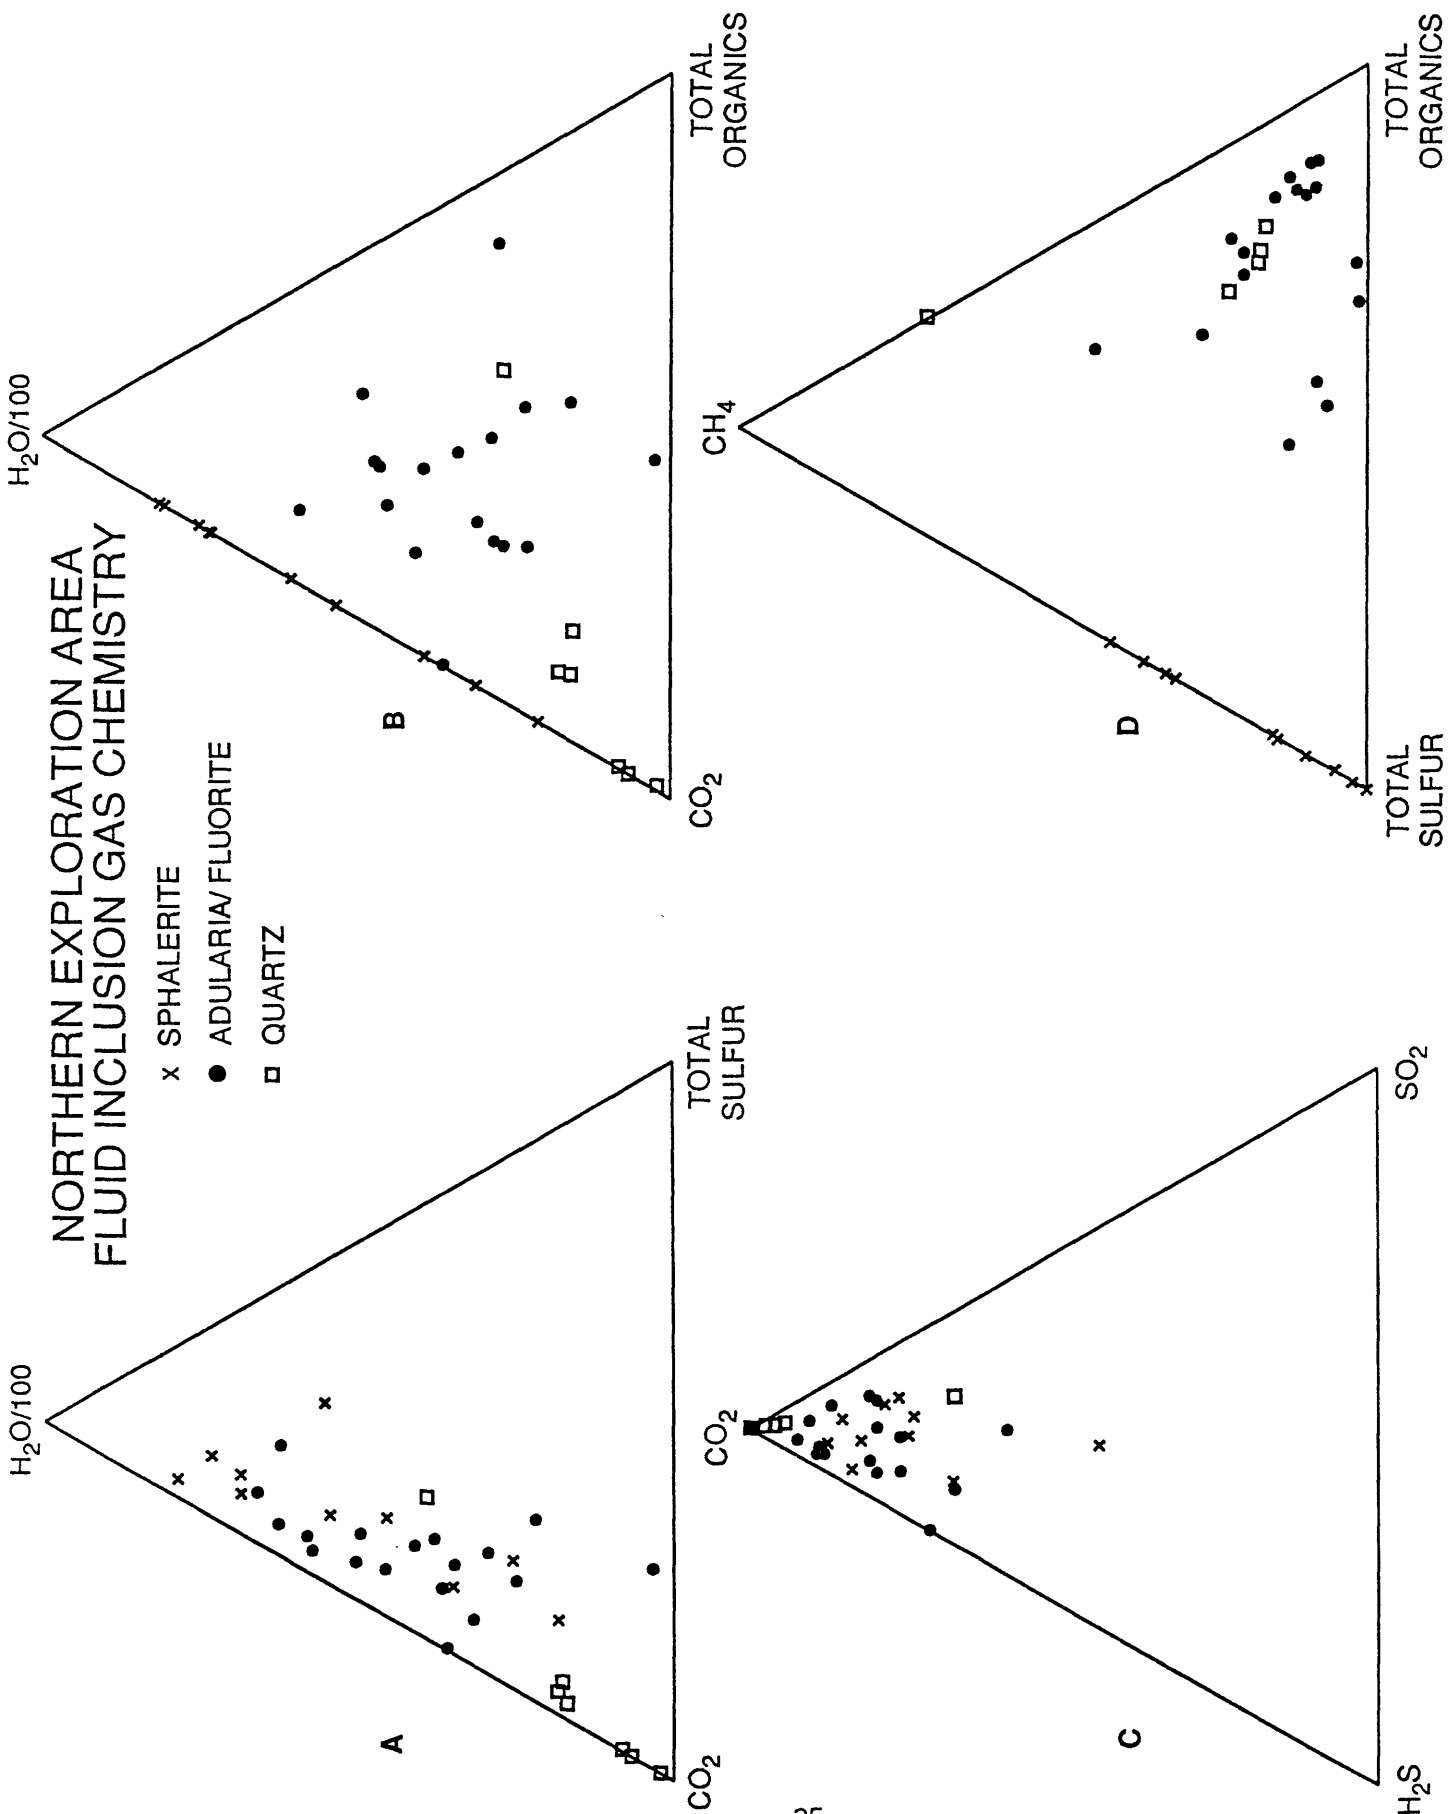 NORTHERN EXPLORATION AREA
FLUID INCLUSION GAS CHEMISTRY
x SPHALERITE
● ADULARIA/FLUORITE
□ QUARTZ
H₂O/100
A
CO₂
TOTAL
SULFUR
H₂O/100
B
CO₂
TOTAL
ORGANICS
CO₂
C
H₂S
SO₂
CH₄
D
TOTAL
SULFUR
TOTAL
ORGANICS